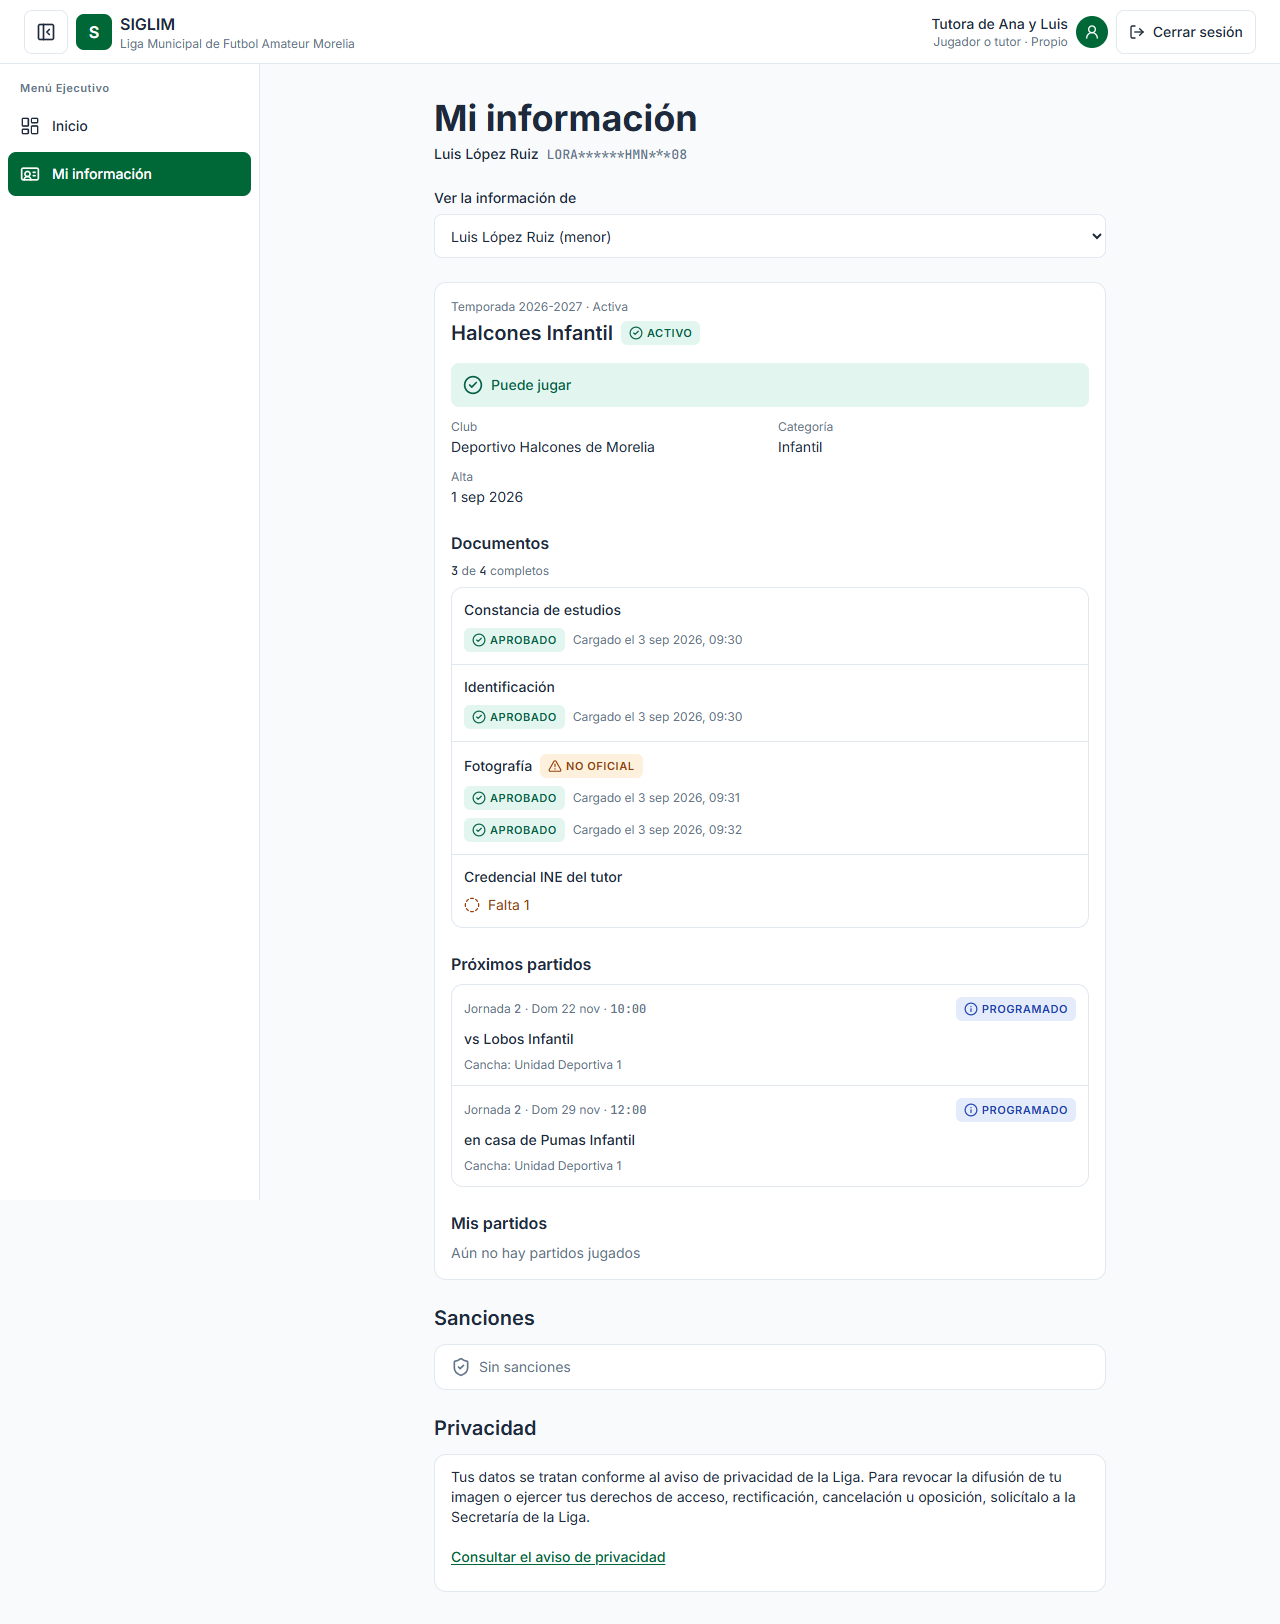 S
SIGLIM
Liga Municipal de Futbol Amateur Morelia
Tutora de Ana y Luis
Jugador o tutor · Propio
Cerrar sesión
Menú Ejecutivo
Inicio
Mi información
Mi información
Luis López Ruiz LORA******HMN***08
Ver la información de
Luis López Ruiz (menor)
Temporada 2026-2027 · Activa
Halcones Infantil ACTIVO
Puede jugar
Club
Deportivo Halcones de Morelia
Categoría
Infantil
Alta
1 sep 2026
Documentos
3 de 4 completos
Constancia de estudios
APROBADO Cargado el 3 sep 2026, 09:30
Identificación
APROBADO Cargado el 3 sep 2026, 09:30
Fotografía NO OFICIAL
APROBADO Cargado el 3 sep 2026, 09:31
APROBADO Cargado el 3 sep 2026, 09:32
Credencial INE del tutor
Falta 1
Próximos partidos
Jornada 2 · Dom 22 nov · 10:00 PROGRAMADO
vs Lobos Infantil
Cancha: Unidad Deportiva 1
Jornada 2 · Dom 29 nov · 12:00 PROGRAMADO
en casa de Pumas Infantil
Cancha: Unidad Deportiva 1
Mis partidos
Aún no hay partidos jugados
Sanciones
Sin sanciones
Privacidad
Tus datos se tratan conforme al aviso de privacidad de la Liga. Para revocar la difusión de tu
imagen o ejercer tus derechos de acceso, rectificación, cancelación u oposición, solicítalo a la
Secretaría de la Liga.
Consultar el aviso de privacidad